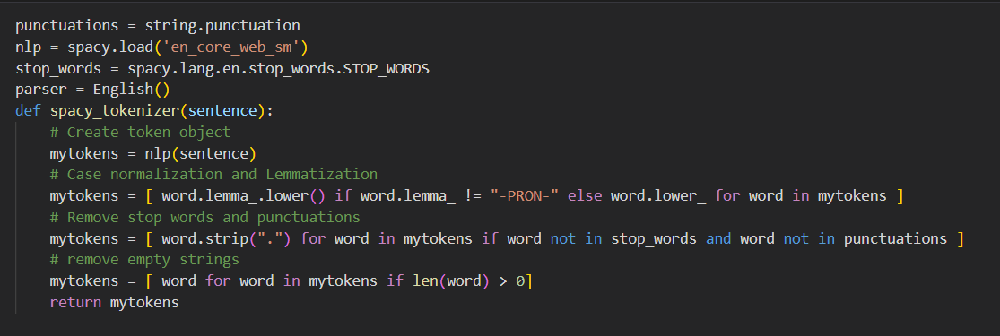 punctuations = string.punctuation
nlp = spacy.load('en_core_web_sm')
stop_words = spacy.lang.en.stop_words.STOP_WORDS
parser = English()
def spacy_tokenizer(sentence):
    # Create token object
    mytokens = nlp(sentence)
    # Case normalization and Lemmatization
    mytokens = [ word.lemma_.lower() if word.lemma_ != "-PRON-" else word.lower_ for word in mytokens ]
    # Remove stop words and punctuations
    mytokens = [ word.strip(".") for word in mytokens if word not in stop_words and word not in punctuations ]
    # remove empty strings
    mytokens = [ word for word in mytokens if len(word) > 0]
    return mytokens